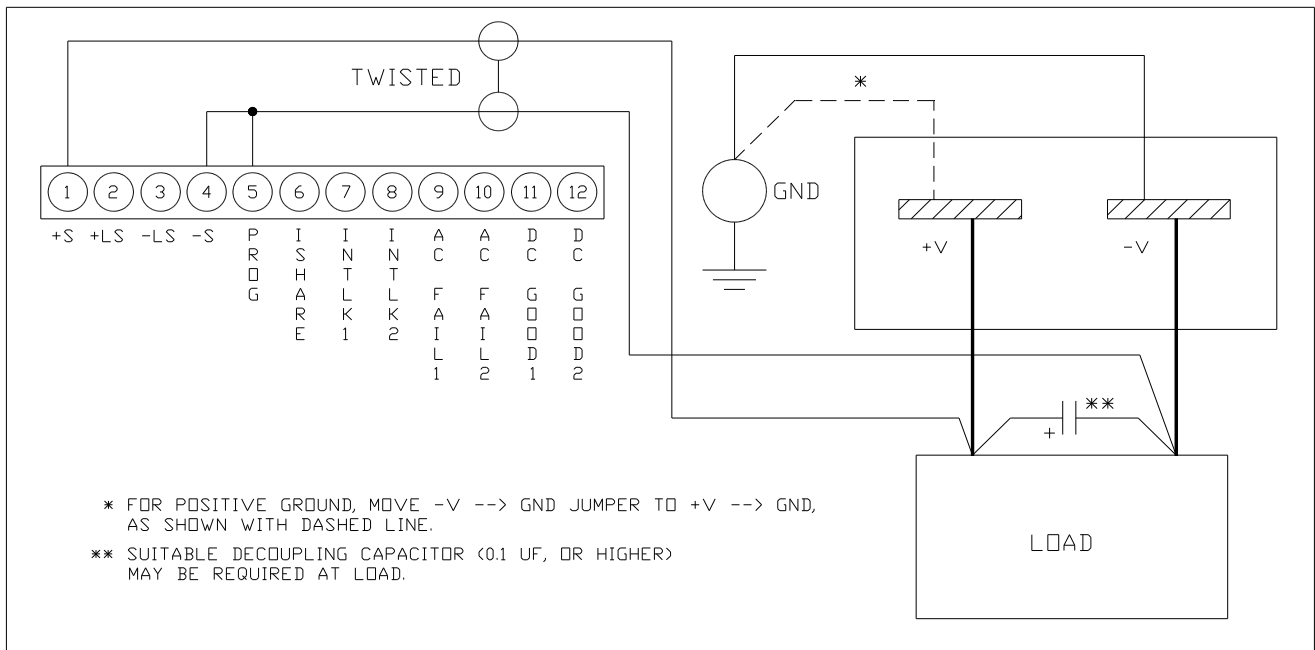 TWISTED
*
1 2 3 4 5 6 7 8 9 10 11 12
GND
+S +LS -LS -S PROG ISHARE INTLK1 INTLK2 AC FAIL1 AC FAIL2 DC GOOD1 DC GOOD2
+V -V
**
+
LOAD
* FOR POSITIVE GROUND, MOVE -V --> GND JUMPER TO +V --> GND,
AS SHOWN WITH DASHED LINE.
** SUITABLE DECOUPLING CAPACITOR (0.1 UF, OR HIGHER)
MAY BE REQUIRED AT LOAD.